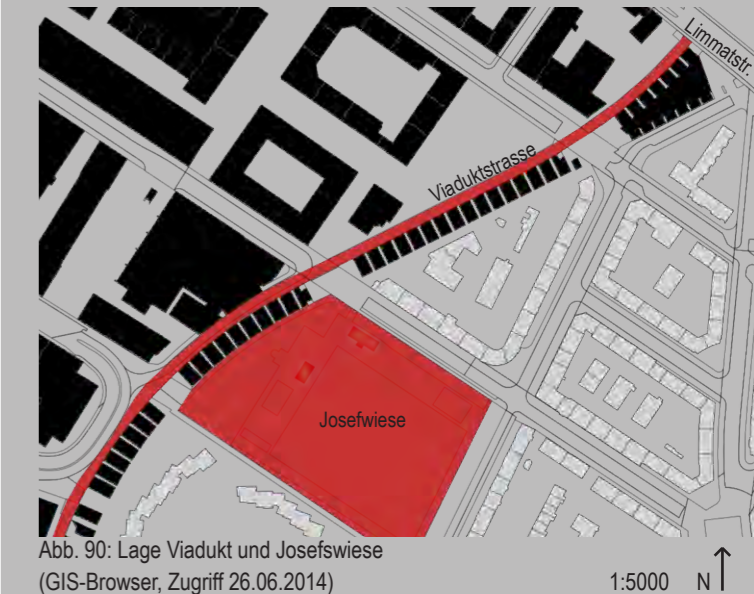 Limmatstr.
Viaduktstrasse
Josefwiese
Abb. 90: Lage Viadukt und Josefswiese
(GIS-Browser, Zugriff 26.06.2014)
1:5000 N